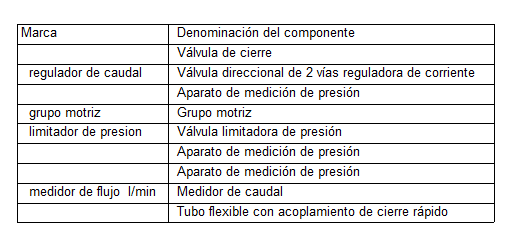 Marca Denominación del componente
Válvula de cierre
regulador de caudal Válvula direccional de 2 vías reguladora de corriente
Aparato de medición de presión
grupo motriz Grupo motriz
limitador de presion Válvula limitadora de presión
Aparato de medición de presión
Aparato de medición de presión
medidor de flujo l/min Medidor de caudal
Tubo flexible con acoplamiento de cierre rápido